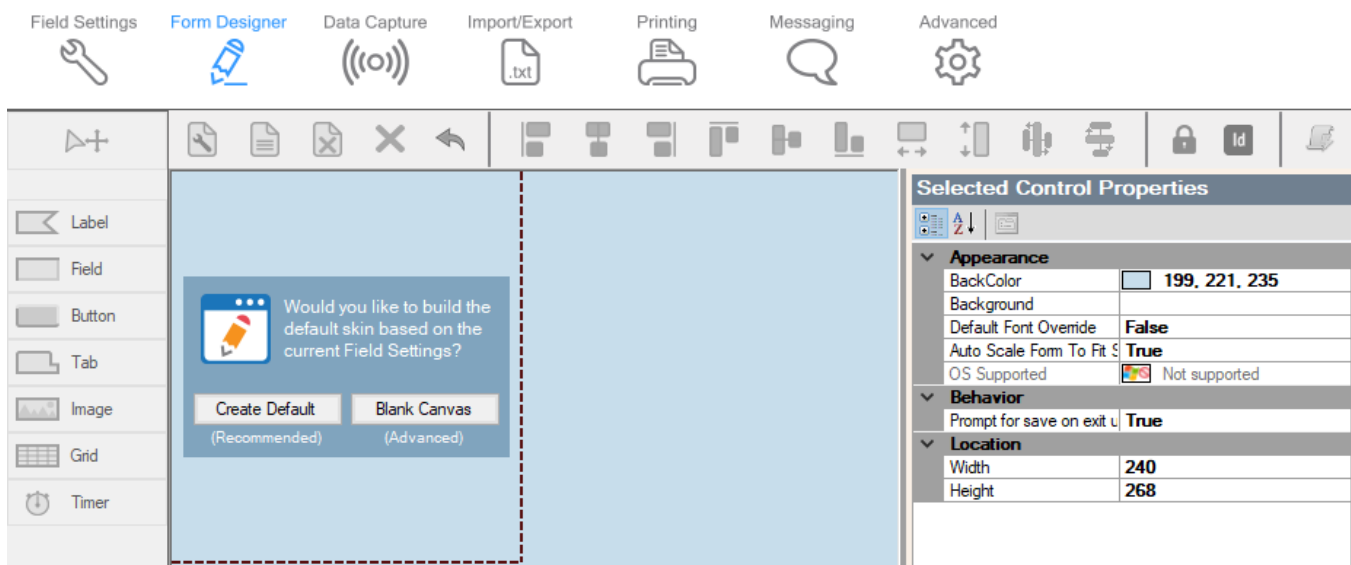 Field Settings
Form Designer
Data Capture
Import/Export
Printing
Messaging
Advanced
.txt
Id
Label
Field
Button
Tab
Image
Grid
Timer
Would you like to build the
default skin based on the
current Field Settings?
Create Default
Blank Canvas
(Recommended)
(Advanced)
Selected Control Properties
A
Z
Appearance
BackColor 199, 221, 235
Background
Default Font Override False
Auto Scale Form To Fit S True
OS Supported Not supported
Behavior
Prompt for save on exit u True
Location
Width 240
Height 268